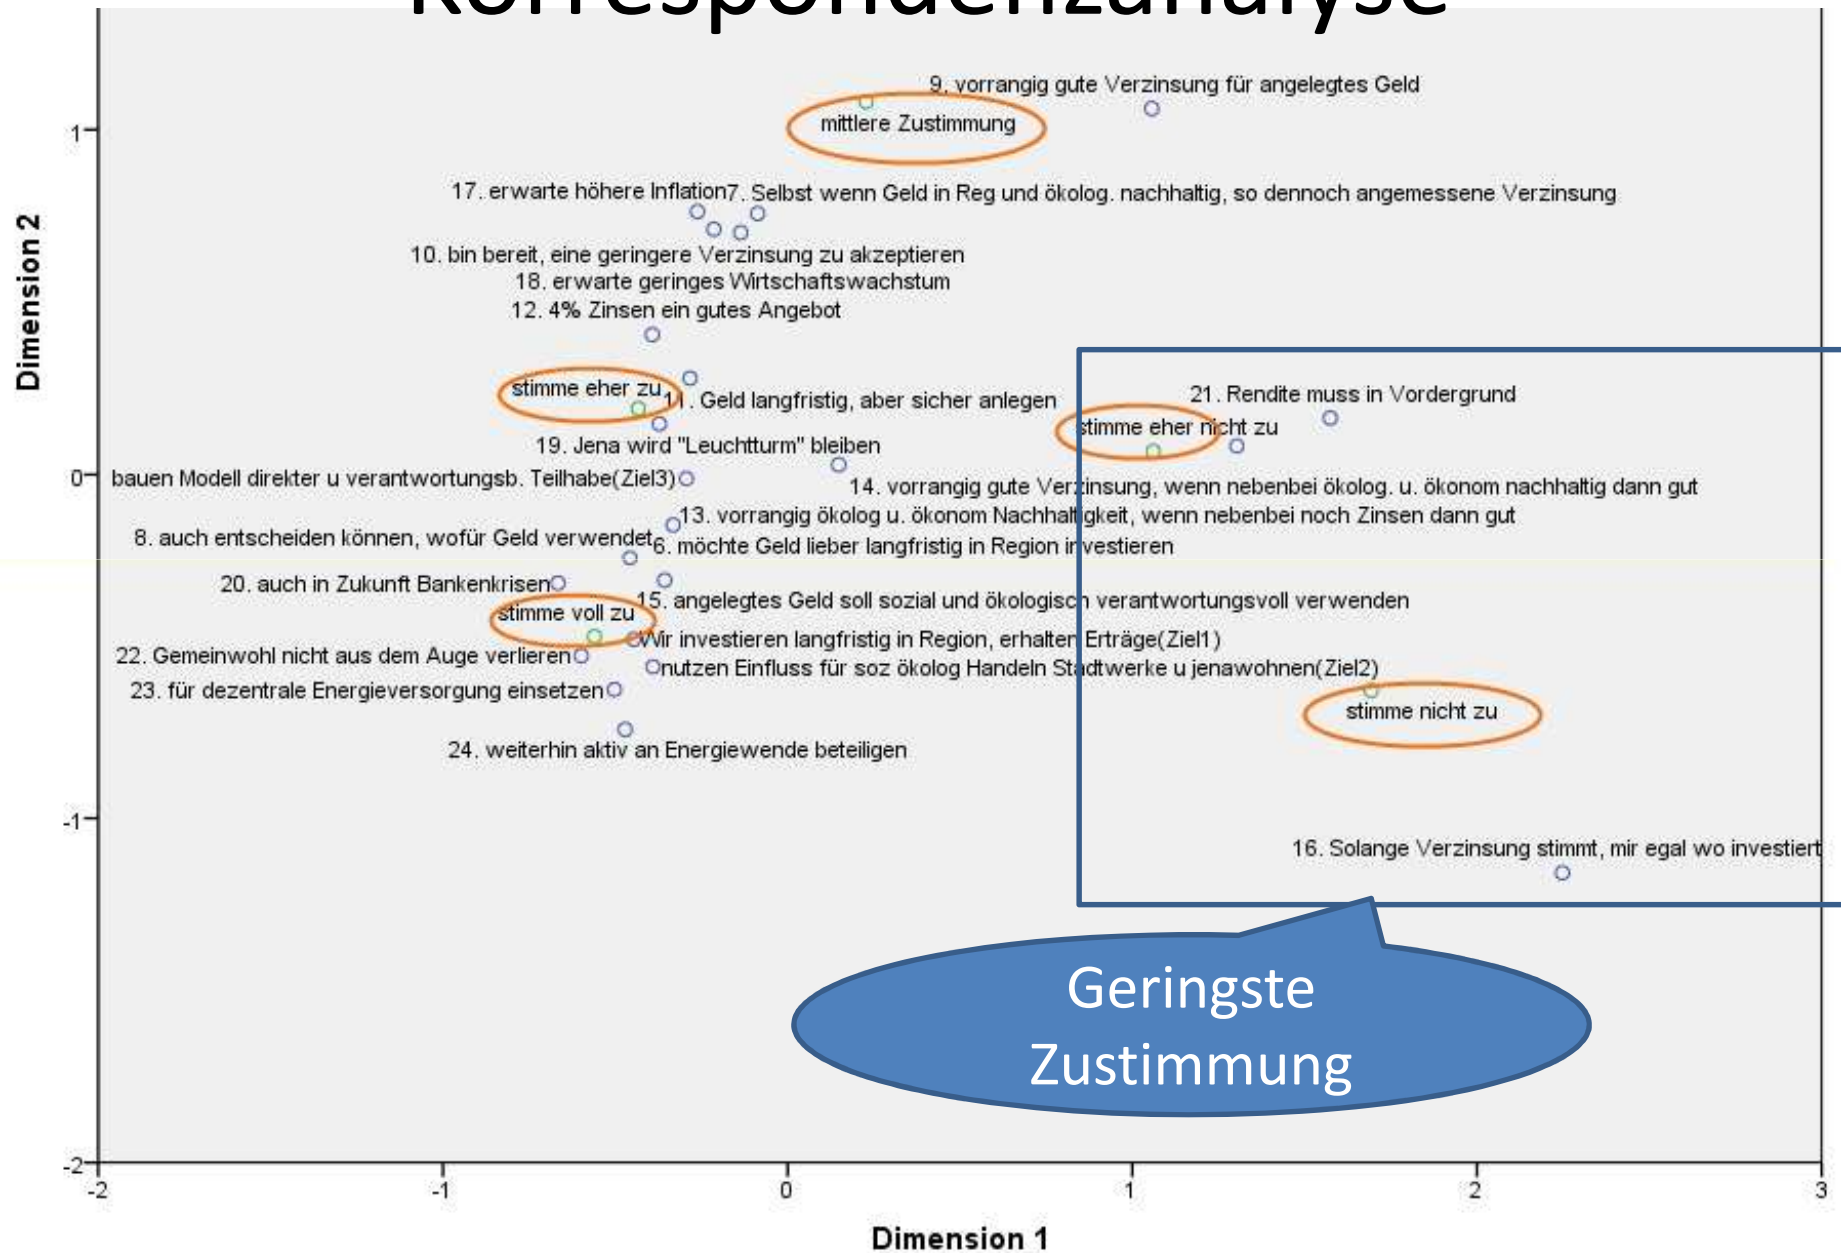 Korrespondenzanalyse
9. vorrangig gute Verzinsung für angelegtes Geld
mittlere Zustimmung
1
17. erwarte höhere Inflation
7. Selbst wenn Geld in Reg und ökolog. nachhaltig, so dennoch angemessene Verzinsung
10. bin bereit, eine geringere Verzinsung zu akzeptieren
18. erwarte geringes Wirtschaftswachstum
12. 4% Zinsen ein gutes Angebot
Dimension 2
stimme eher zu
11. Geld langfristig, aber sicher anlegen
21. Rendite muss in Vordergrund
stimme eher nicht zu
19. Jena wird "Leuchtturm" bleiben
0
bauen Modell direkter u verantwortungsb. Teilhabe(Ziel3)
14. vorrangig gute Verzinsung, wenn nebenbei ökolog. u. ökonom nachhaltig dann gut
13. vorrangig ökolog u. ökonom Nachhaltigkeit, wenn nebenbei noch Zinsen dann gut
8. auch entscheiden können, wofür Geld verwendet
6. möchte Geld lieber langfristig in Region investieren
20. auch in Zukunft Bankenkrisen
15. angelegtes Geld soll sozial und ökologisch verantwortungsvoll verwenden
stimme voll zu
Wir investieren langfristig in Region, erhalten Erträge(Ziel1)
22. Gemeinwohl nicht aus dem Auge verlieren
nutzen Einfluss für soz ökolog Handeln Stadtwerke u jenawohnen(Ziel2)
23. für dezentrale Energieversorgung einsetzen
stimme nicht zu
24. weiterhin aktiv an Energiewende beteiligen
-1
16. Solange Verzinsung stimmt, mir egal wo investiert
Geringste
Zustimmung
-2
-2 -1 0 1 2 3
Dimension 1